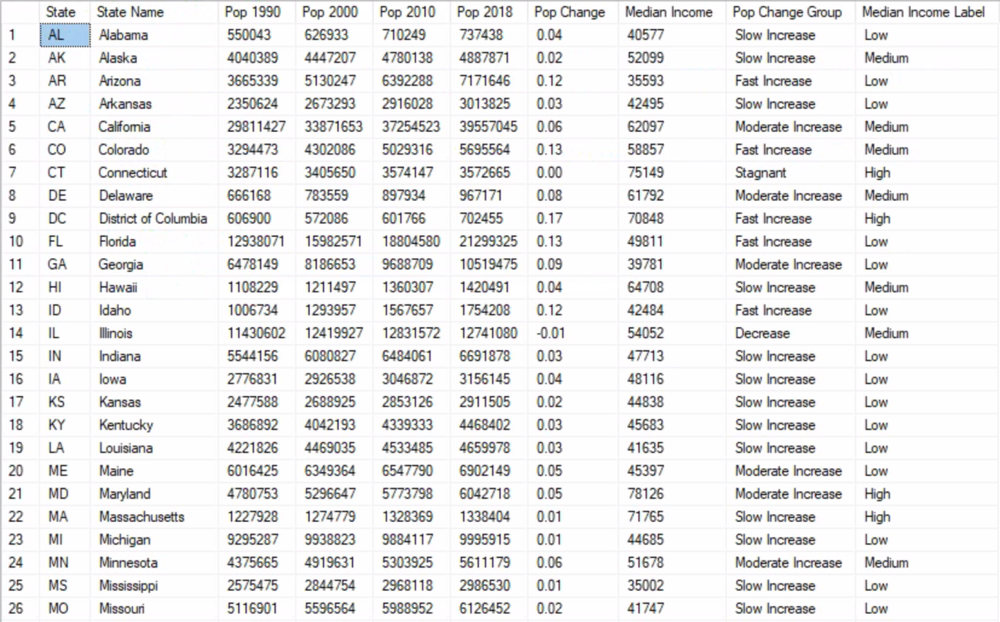 State State Name Pop 1990 Pop 2000 Pop 2010 Pop 2018 Pop Change Median Income Pop Change Group Median Income Label
1 AL Alabama 550043 626933 710249 737438 0.04 40577 Slow Increase Low
2 AK Alaska 4040389 4447207 4780138 4887871 0.02 52099 Slow Increase Medium
3 AR Arizona 3665339 5130247 6392288 7171646 0.12 35593 Fast Increase Low
4 AZ Arkansas 2350624 2673293 2916028 3013825 0.03 42495 Slow Increase Low
5 CA California 29811427 33871653 37254523 39557045 0.06 62097 Moderate Increase Medium
6 CO Colorado 3294473 4302086 5029316 5695564 0.13 58857 Fast Increase Medium
7 CT Connecticut 3287116 3405650 3574147 3572665 0.00 75149 Stagnant High
8 DE Delaware 666168 783559 897934 967171 0.08 61792 Moderate Increase Medium
9 DC District of Columbia 606900 572086 601766 702455 0.17 70848 Fast Increase High
10 FL Florida 12938071 15982571 18804580 21299325 0.13 49811 Fast Increase Low
11 GA Georgia 6478149 8186653 9688709 10519475 0.09 39781 Moderate Increase Low
12 HI Hawaii 1108229 1211497 1360307 1420491 0.04 64708 Slow Increase Medium
13 ID Idaho 1006734 1293957 1567657 1754208 0.12 42484 Fast Increase Low
14 IL Illinois 11430602 12419927 12831572 12741080 -0.01 54052 Decrease Medium
15 IN Indiana 5544156 6080827 6484061 6691878 0.03 47713 Slow Increase Low
16 IA Iowa 2776831 2926538 3046872 3156145 0.04 48116 Slow Increase Low
17 KS Kansas 2477588 2688925 2853126 2911505 0.02 44838 Slow Increase Low
18 KY Kentucky 3686892 4042193 4339333 4468402 0.03 45683 Slow Increase Low
19 LA Louisiana 4221826 4469035 4533485 4659978 0.03 41635 Slow Increase Low
20 ME Maine 6016425 6349364 6547790 6902149 0.05 45397 Moderate Increase Low
21 MD Maryland 4780753 5296647 5773798 6042718 0.05 78126 Moderate Increase High
22 MA Massachusetts 1227928 1274779 1328369 1338404 0.01 71765 Slow Increase High
23 MI Michigan 9295287 9938823 9884117 9995915 0.01 44685 Slow Increase Low
24 MN Minnesota 4375665 4919631 5303925 5611179 0.06 51678 Moderate Increase Medium
25 MS Mississippi 2575475 2844754 2968118 2986530 0.01 35002 Slow Increase Low
26 MO Missouri 5116901 5596564 5988952 6126452 0.02 41747 Slow Increase Low